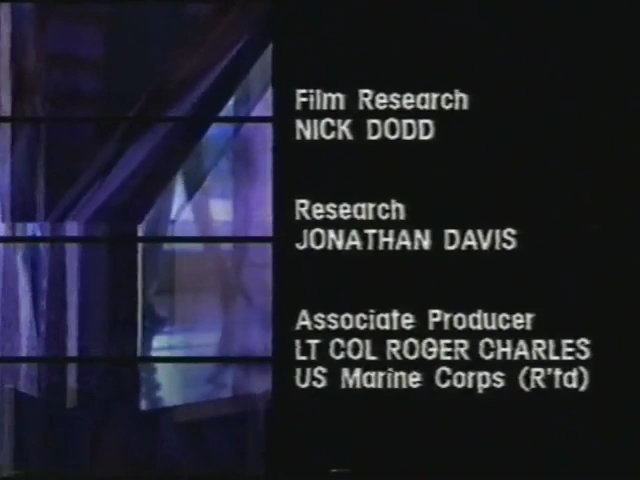 Film Research
NICK DODD
Research
JONATHAN DAVIS
Associate Producer
LT COL ROGER CHARLES
US Marine Corps (R'td)